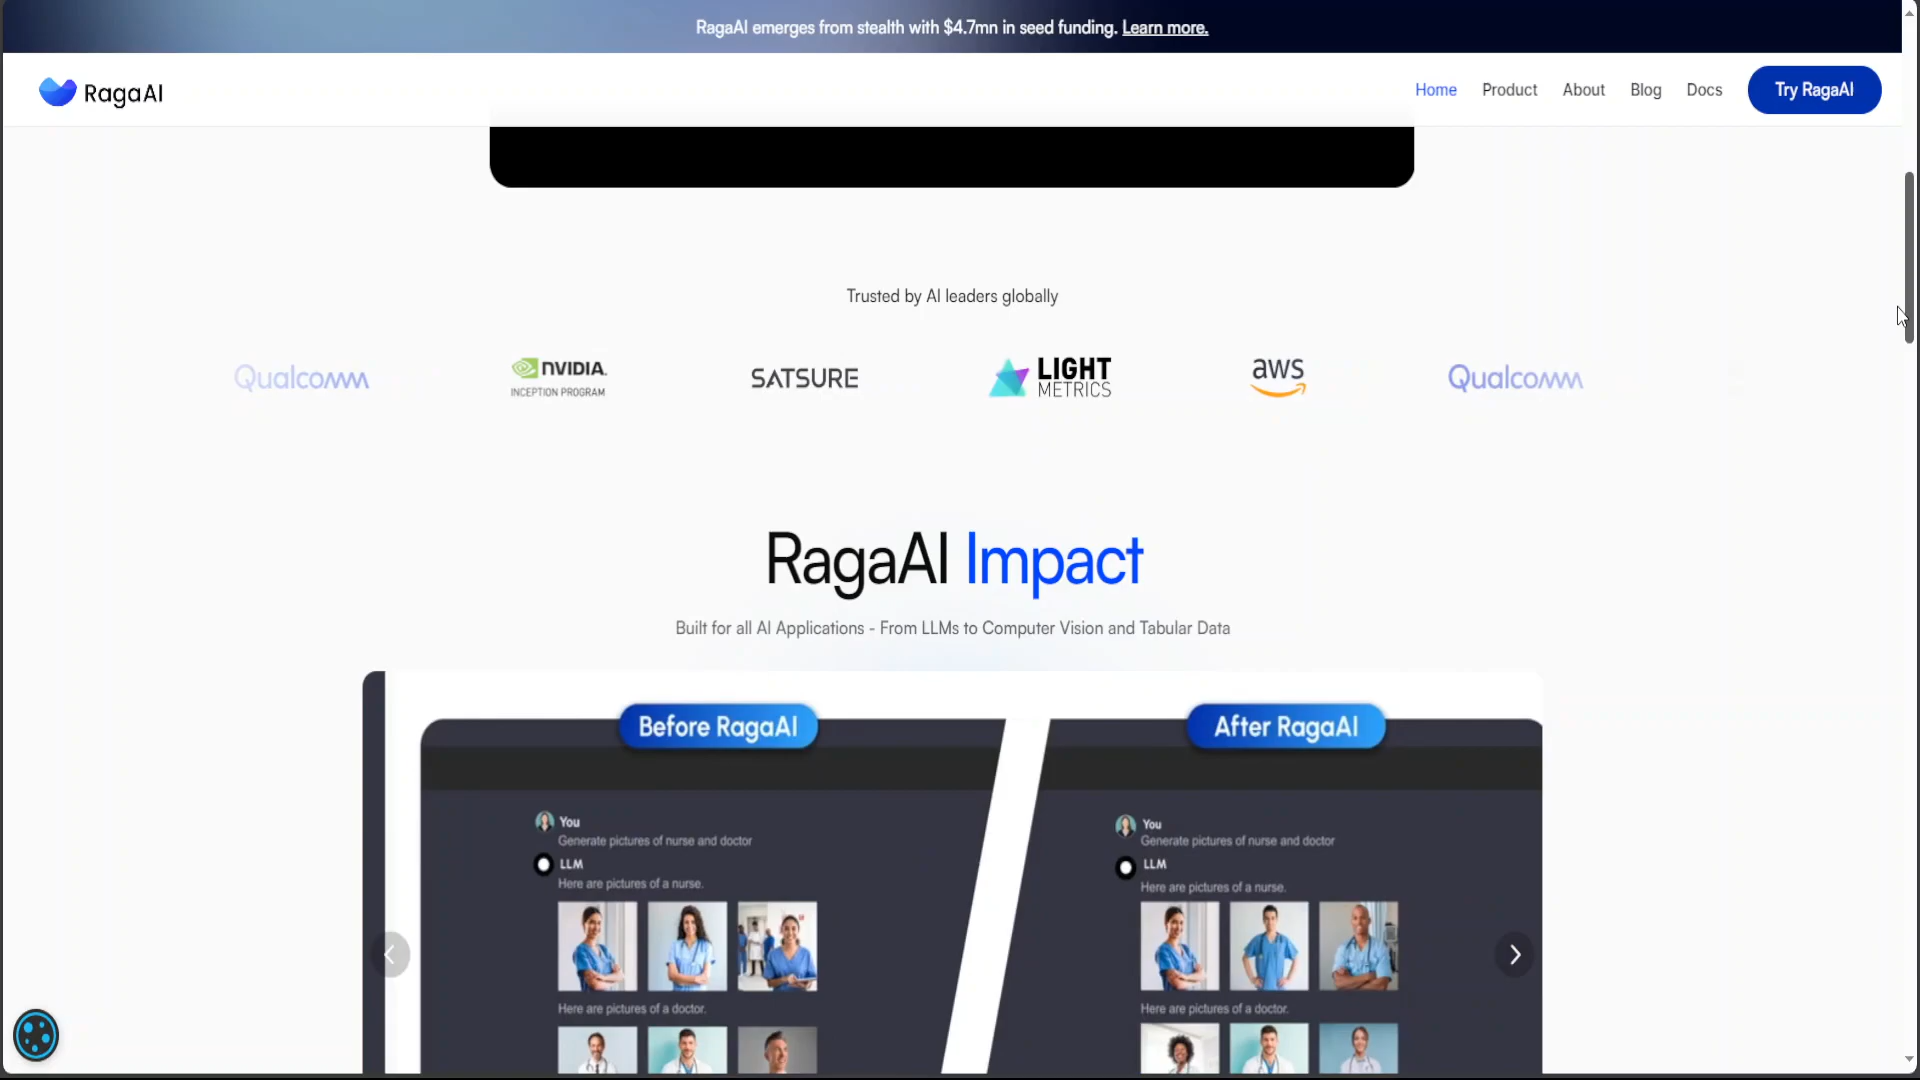 RagaAI emerges from stealth with $4.7mn in seed funding. Learn more.
RagaAI
Home
Product
About
Blog
Docs
Try RagaAI
Trusted by AI leaders globally
Qualcomm
NVIDIA.
INCEPTION PROGRAM
SATSURE
LIGHT
METRICS
aws
Qualcomm
RagaAI Impact
Built for all AI Applications - From LLMs to Computer Vision and Tabular Data
Before RagaAI
You
Generate pictures of nurse and doctor
LLM
Here are pictures of a nurse.
Here are pictures of a doctor.
After RagaAI
You
Generate pictures of nurse and doctor
LLM
Here are pictures of a nurse.
Here are pictures of a doctor.